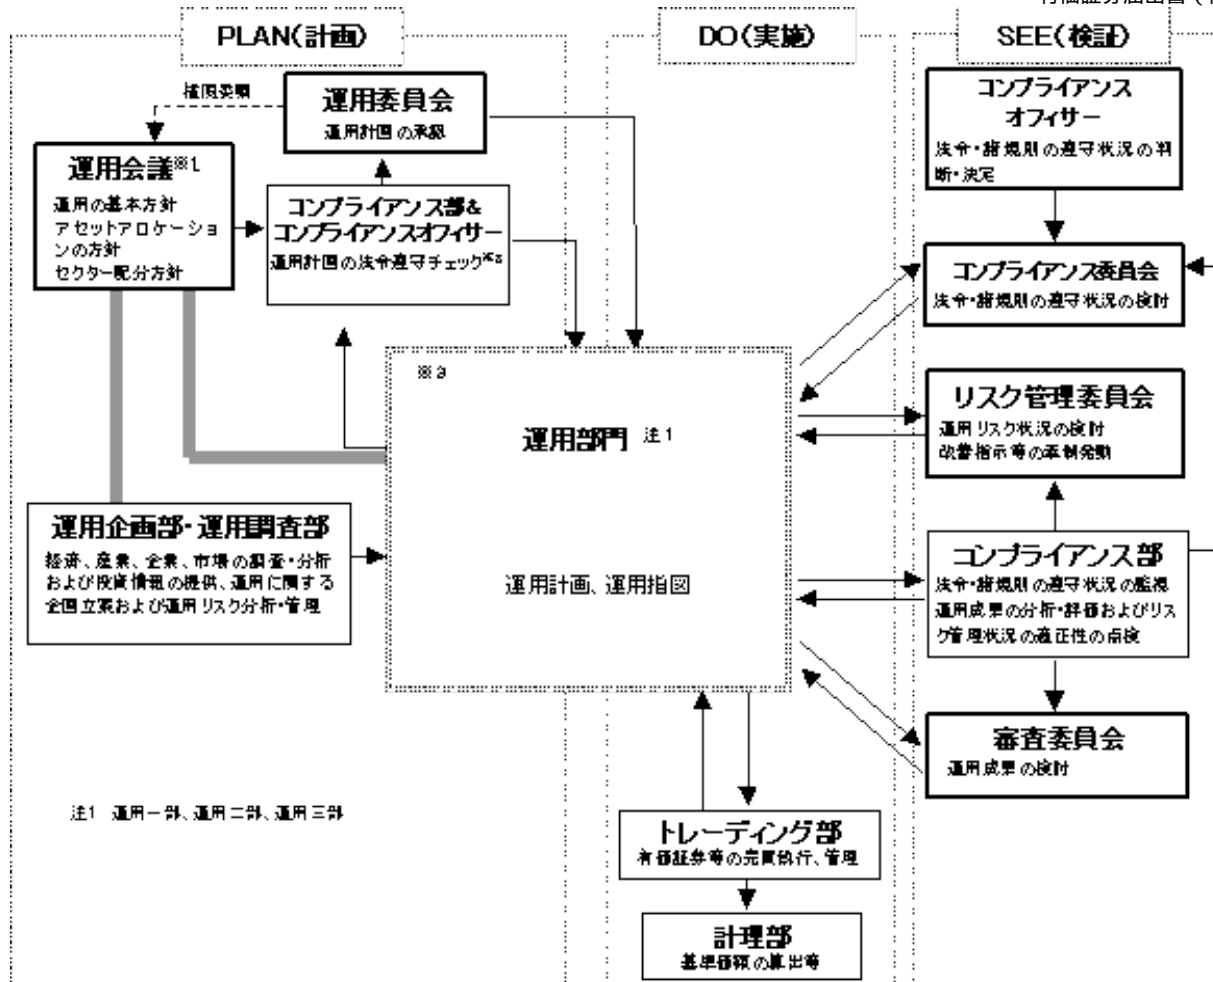 PLAN(計画)
DO(実施)
SEE(検証)
権限委嘱
運用委員会
運用計画の承認
運用会議※1
運用の基本方針
アセットアロケーショ
ンの方針
セクター配分方針
コンプライアンス部&
コンプライアンスオフィサー
運用計画の法令遵守チェック※2
コンプライアンス
オフィサー
法令・諸規則の遵守状況の判
断・決定
コンプライアンス委員会
法令・諸規則の遵守状況の検討
※3
運用部門 注1
運用計画、運用指図
リスク管理委員会
運用リスク状況の検討
改善指示等の牽制発動
運用企画部・運用調査部
経済、産業、企業、市場の調査・分析
および投資情報の提供、運用に関する
企画立案および運用リスク分析・管理
コンプライアンス部
法令・諸規則の遵守状況の監視
運用成果の分析・評価およびリス
ク管理状況の適正性の点検
審査委員会
運用成果の検討
注1 運用一部、運用二部、運用三部
トレーディング部
有価証券等の売買執行、管理
計理部
基準価額の算出等